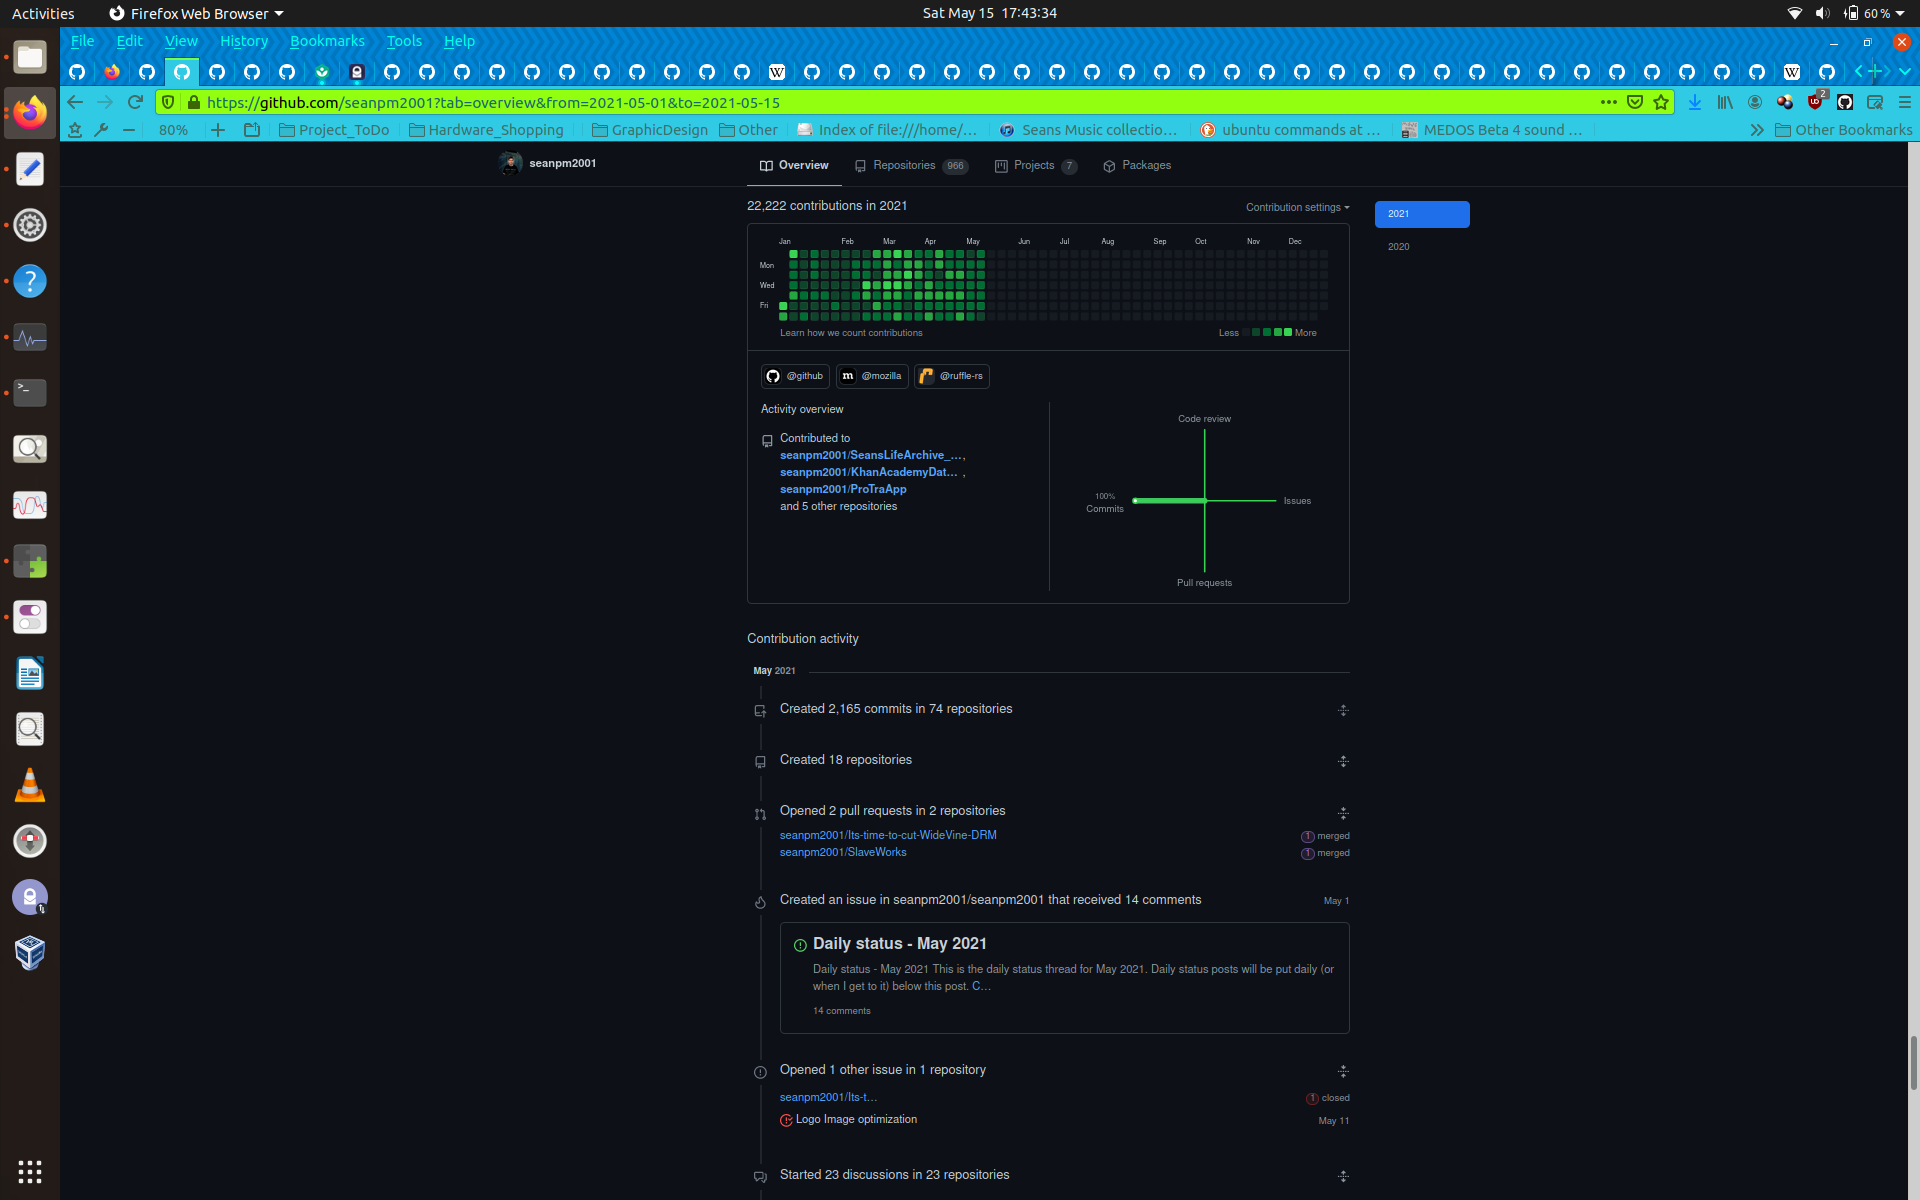 Activities
Firefox Web Browser
Sat May 15 17:43:34
60 %
File Edit View History Bookmarks Tools Help
https://github.com/seanpm2001?tab=overview&from=2021-05-01&to=2021-05-15
2
80%
Project_ToDo
Hardware_Shopping
GraphicDesign
Other
Index of file:///home/...
Seans Music collectio...
ubuntu commands at ...
MEDOS Beta 4 sound ...
Other Bookmarks
seanpm2001
Overview
Repositories 966
Projects 7
Packages
22,222 contributions in 2021
Contribution settings
2021
2020
Jan Feb Mar Apr May Jun Jul Aug Sep Oct Nov Dec
Mon
Wed
Fri
Learn how we count contributions
Less More
@github
@mozilla
@ruffle-rs
Activity overview
Contributed to
seanpm2001/SeansLifeArchive_...,
seanpm2001/KhanAcademyDat... ,
seanpm2001/ProTraApp
and 5 other repositories
Code review
100%
Commits
Issues
Pull requests
Contribution activity
May 2021
Created 2,165 commits in 74 repositories
Created 18 repositories
Opened 2 pull requests in 2 repositories
seanpm2001/Its-time-to-cut-WideVine-DRM
1 merged
seanpm2001/SlaveWorks
1 merged
Created an issue in seanpm2001/seanpm2001 that received 14 comments
May 1
Daily status - May 2021
Daily status - May 2021 This is the daily status thread for May 2021. Daily status posts will be put daily (or
when I get to it) below this post. C...
14 comments
Opened 1 other issue in 1 repository
seanpm2001/Its-t...
1 closed
Logo Image optimization
May 11
Started 23 discussions in 23 repositories